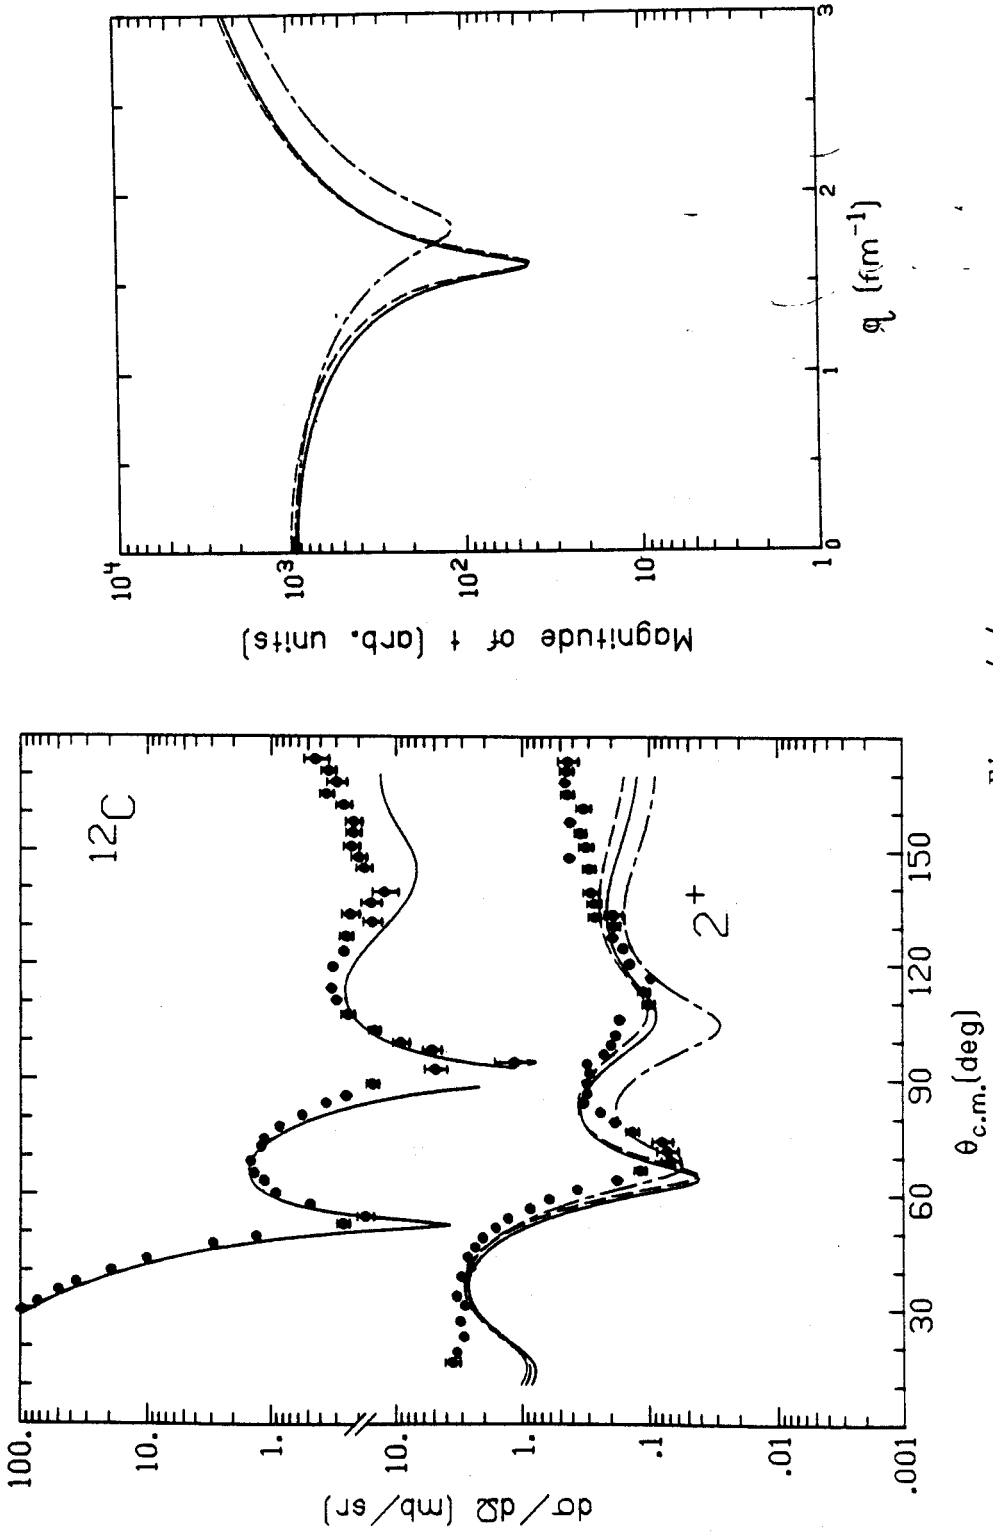 12C
2+
100.
10.
1.0
10.
1.
.1
.01
.001
dσ/dΩ (mb/sr)
30 60 90 120 150
θc.m.(deg)
10⁴
10³
10²
10
1
Magnitude of t (arb. units)
0 1 2 3
q (fm⁻¹)